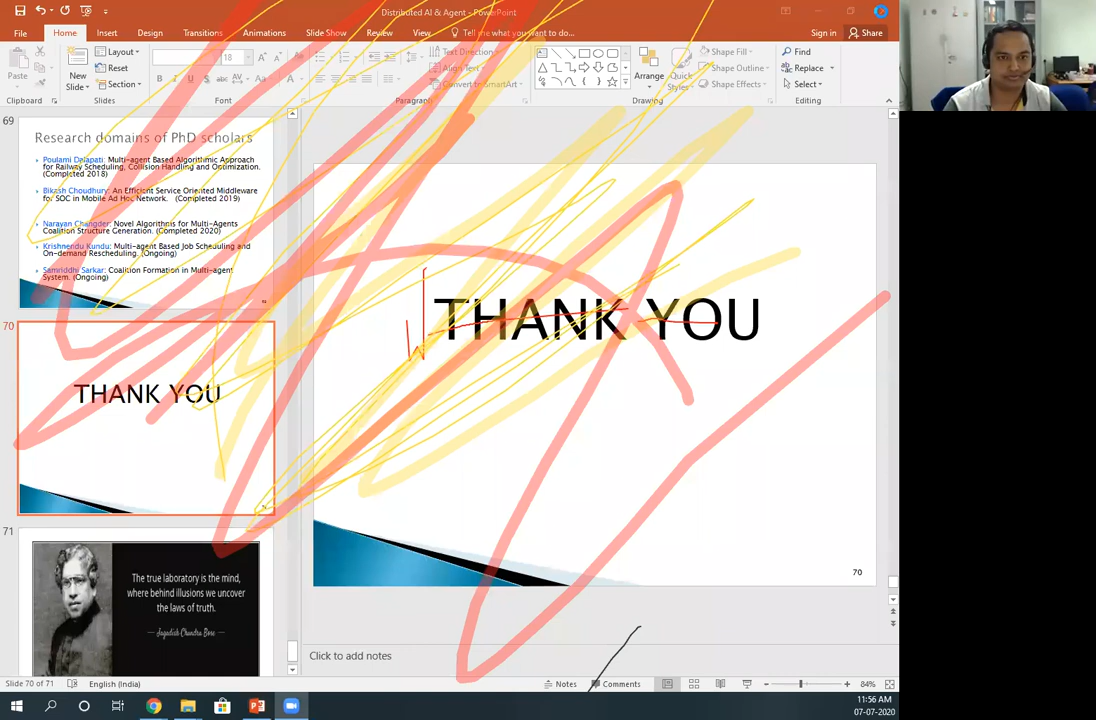 Distributed AI & Agent - PowerPoint
File
Home
Insert
Design
Transitions
Animations
Slide Show
Review
View
Tell me what you want to do
Sign in
Share
Paste
New
Slide
Layout
Reset
Section
18
Text Direction
Align Text
Convert to SmartArt
Arrange
Quick
Styles
Shape Fill
Shape Outline
Shape Effects
Find
Replace
Select
Clipboard
Slides
Font
Paragraph
Drawing
Editing
69
Research domains of PhD scholars
Poulami Dalapati: Multi-agent Based Algorithmic Approach
for Railway Scheduling, Collision Handling and Optimization.
(Completed 2018)
Bikash Choudhury: An Efficient Service Oriented Middleware
for SOC in Mobile Ad Hoc Network. (Completed 2019)
Narayan Changder: Novel Algorithms for Multi-Agents
Coalition Structure Generation. (Completed 2020)
Krishnendu Kundu: Multi-agent Based Job Scheduling and
On-demand Rescheduling. (Ongoing)
Samriddhi Sarkar: Coalition Formation in Multi-agent
System. (Ongoing)
70
THANK YOU
71
The true laboratory is the mind,
where behind illusions we uncover
the laws of truth.
— Jagadish Chandra Bose —
THANK YOU
70
Click to add notes
Slide 70 of 71
English (India)
Notes
Comments
84%
11:56 AM
07-07-2020